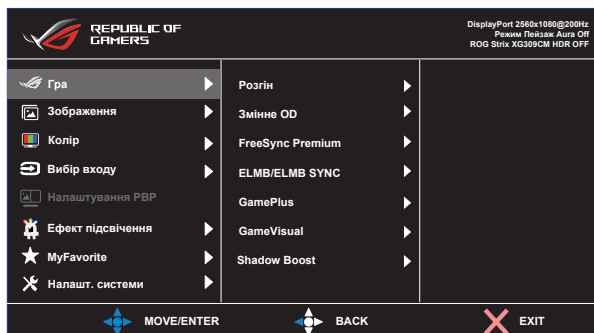 REPUBLIC OF
GAMERS
DisplayPort 2560x1080@200Hz
Режим Пейзаж Aura Off
ROG Strix XG309CM HDR OFF
Гра
Зображення
Колір
Вибір входу
Налаштування PBP
Ефект підсвічення
MyFavorite
Налашт. системи
Розгін
Змінне OD
FreeSync Premium
ELMB/ELMB SYNC
GamePlus
GameVisual
Shadow Boost
MOVE/ENTER
BACK
EXIT